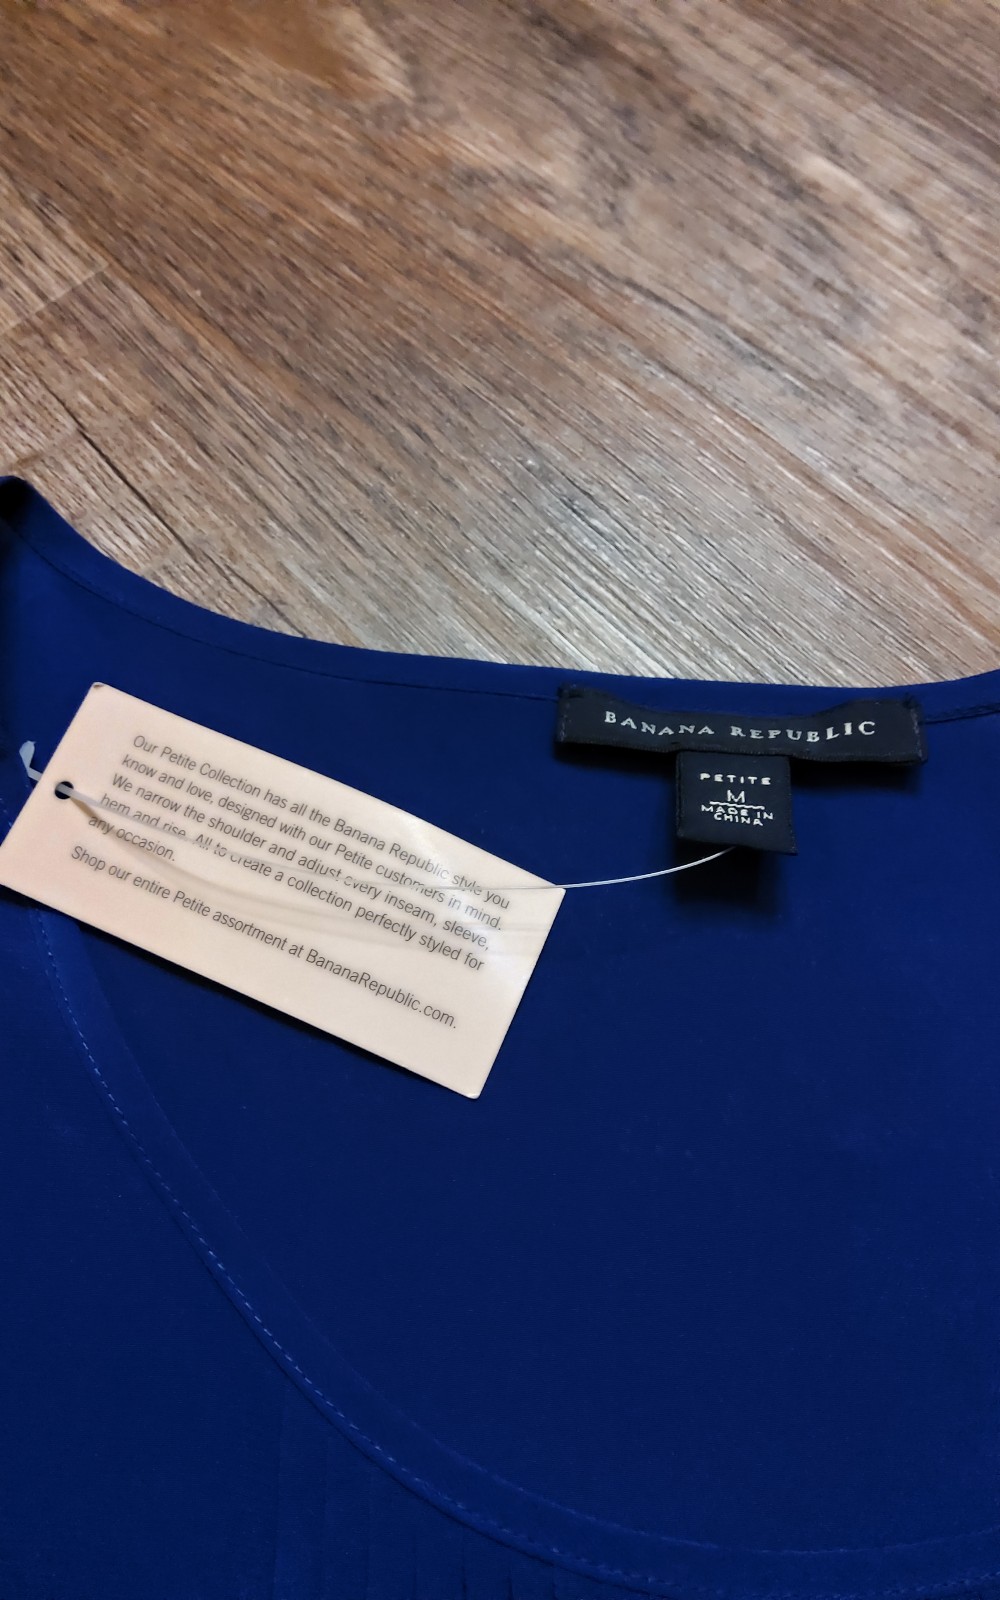 Our Petite Collection has all the Banana Republic style you
know and love, designed with our Petite customers in mind.
We narrow the shoulder and adjust every inseam, sleeve,
hem and rise. All to create a collection perfectly styled for
any occasion.
Shop our entire Petite assortment at BananaRepublic.com.
BANANA REPUBLIC
PETITE
M
MADE IN
CHINA